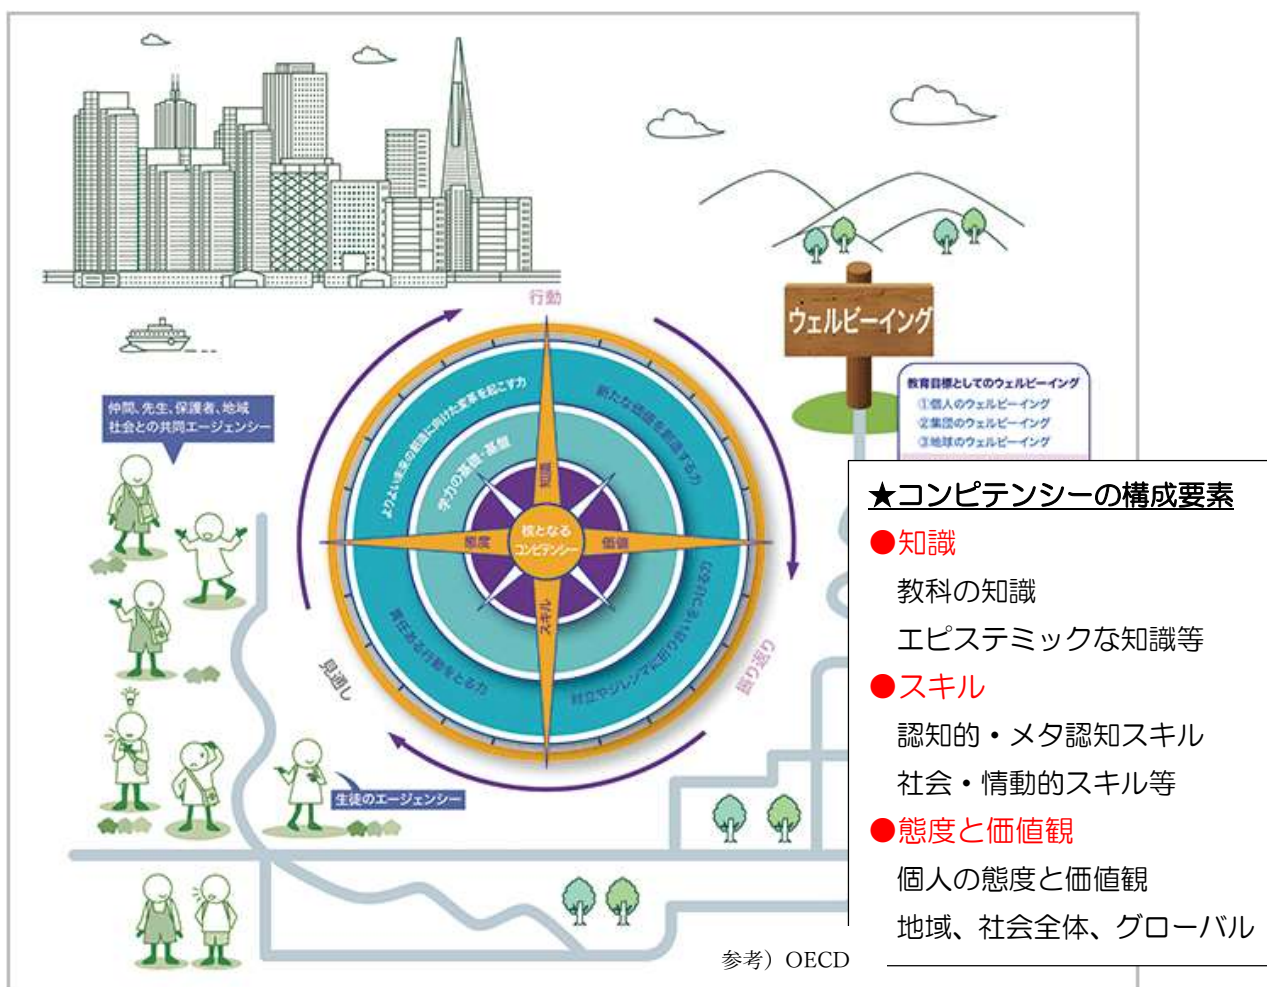 行動
ウェルビーイング
教育目標としてのウェルビーイング
①個人のウェルビーイング
②集団のウェルビーイング
③地球のウェルビーイング
仲間、先生、保護者、地域
社会との共同エージェンシー
よりよい未来の創造に向けた変革を起こす力
新たな価値を創造する力
学力の基礎・基盤
知識
核となる
コンピテンシー
態度
価値
スキル
責任ある行動をとる力
対立やジレンマに折り合いをつける力
見通し
振り返り
生徒のエージェンシー
★コンピテンシーの構成要素
●知識
教科の知識
エピステミックな知識等
●スキル
認知的・メタ認知スキル
社会・情動的スキル等
●態度と価値観
個人の態度と価値観
地域、社会全体、グローバル
参考）OECD